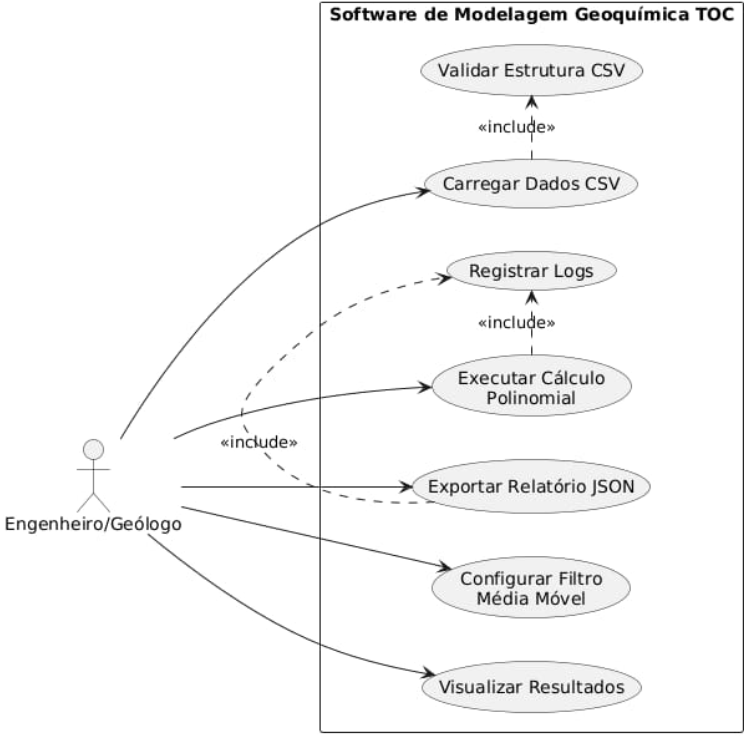 Software de Modelagem Geoquímica TOC
Validar Estrutura CSV
«include»
Carregar Dados CSV
Registrar Logs
«include»
Executar Cálculo
Polinomial
«include»
Exportar Relatório JSON
Engenheiro/Geólogo
Configurar Filtro
Média Móvel
Visualizar Resultados